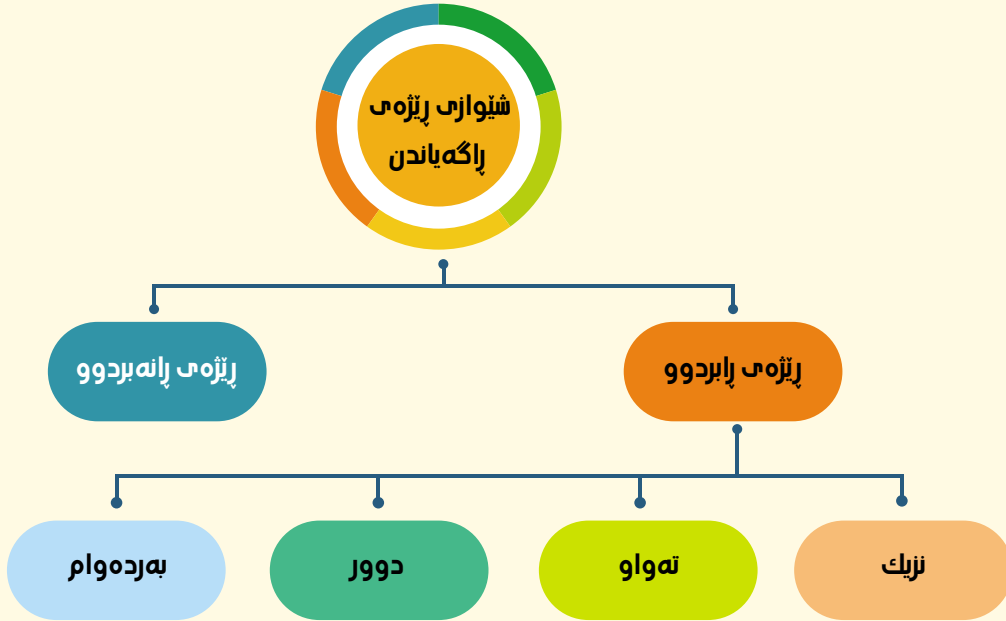 شێوازی ڕێژەی
ڕاگەیاندن
ڕێژەی ڕابردوو
ڕێژەی ڕانەبردوو
نزیك
تەواو
دوور
بەردەوام